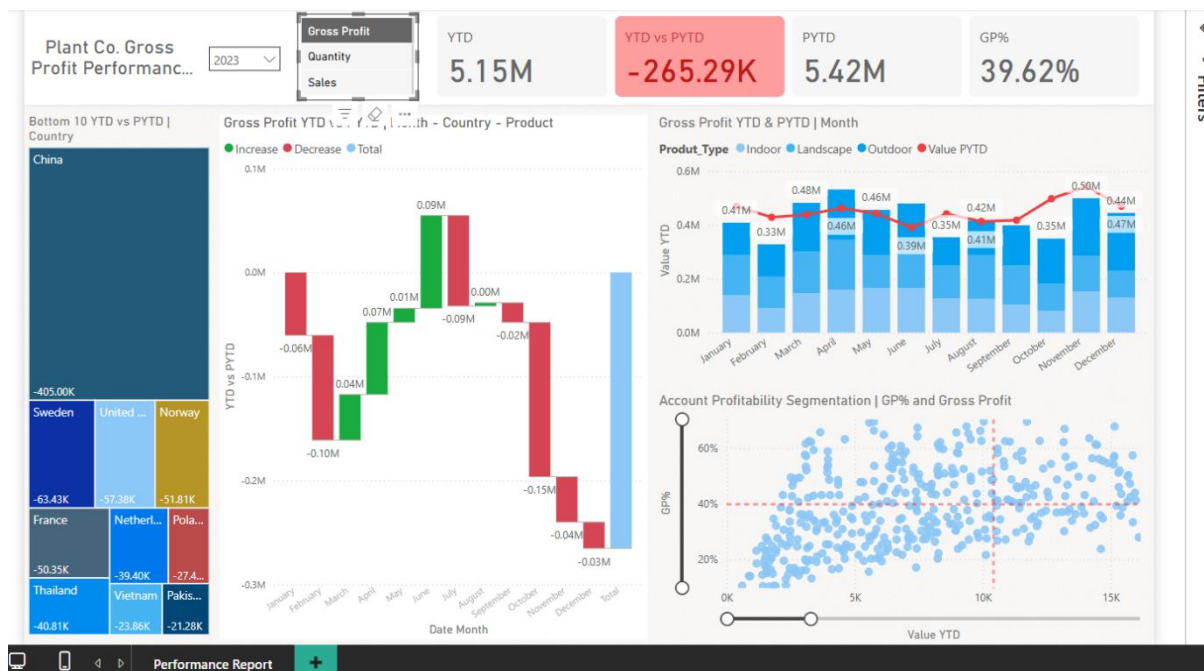 Plant Co. Gross
Profit Performanc...
2023
Gross Profit
Quantity
Sales
YTD
5.15M
YTD vs PYTD
-265.29K
PYTD
5.42M
GP%
39.62%
Filters
Bottom 10 YTD vs PYTD |
Country
China
-405.00K
Sweden
-63.43K
United ...
-57.38K
Norway
-51.81K
France
-50.35K
Netherl...
-39.40K
Pola...
-27.4...
Thailand
-40.81K
Vietnam
-23.86K
Pakis...
-21.28K
Gross Profit YTD vs PYTD | Month - Country - Product
Increase Decrease Total
YTD vs PYTD
0.1M
0.0M
-0.1M
-0.2M
-0.3M
-0.06M
-0.10M
0.04M
0.07M
0.01M
0.09M
-0.09M
0.00M
-0.02M
-0.15M
-0.04M
-0.03M
January
February
March
April
May
June
July
August
September
October
November
December
Total
Date Month
Gross Profit YTD & PYTD | Month
Produt_Type Indoor Landscape Outdoor Value PYTD
Value YTD
0.6M
0.4M
0.2M
0.0M
0.41M
0.33M
0.48M
0.46M
0.46M
0.39M
0.35M
0.42M
0.41M
0.35M
0.50M
0.44M
0.47M
January
February
March
April
May
June
July
August
September
October
November
December
Account Profitability Segmentation | GP% and Gross Profit
GP%
60%
40%
20%
0K
5K
10K
15K
Value YTD
Performance Report
+